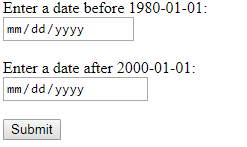 Enter a date before 1980-01-01:
mm/dd/yyyy
Enter a date after 2000-01-01:
mm/dd/yyyy
Submit